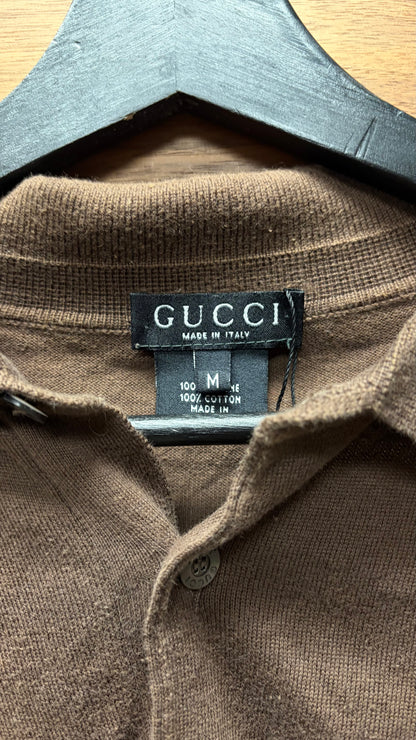 GUCCI
MADE IN ITALY
M
100
100% COTTON
MADE IN